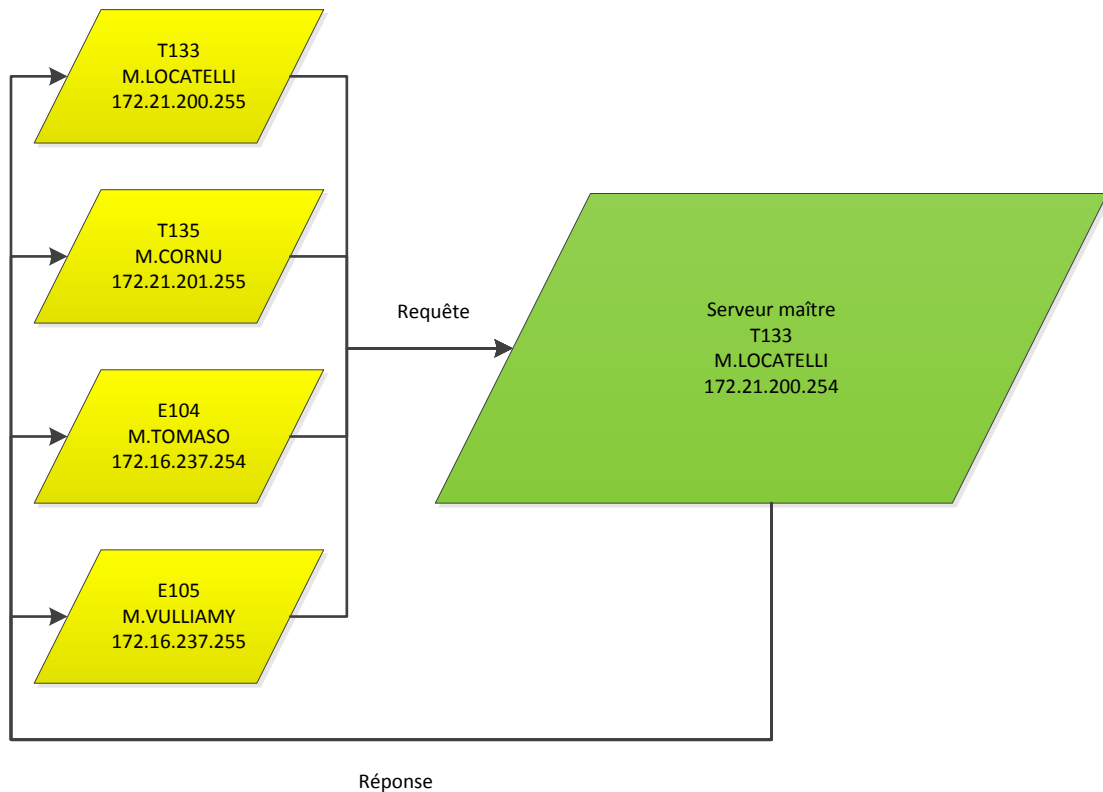 T133
M.LOCATELLI
172.21.200.255
T135
M.CORNU
172.21.201.255
E104
M.TOMASO
172.16.237.254
E105
M.VULLIAMY
172.16.237.255
Requête
Serveur maître
T133
M.LOCATELLI
172.21.200.254
Réponse